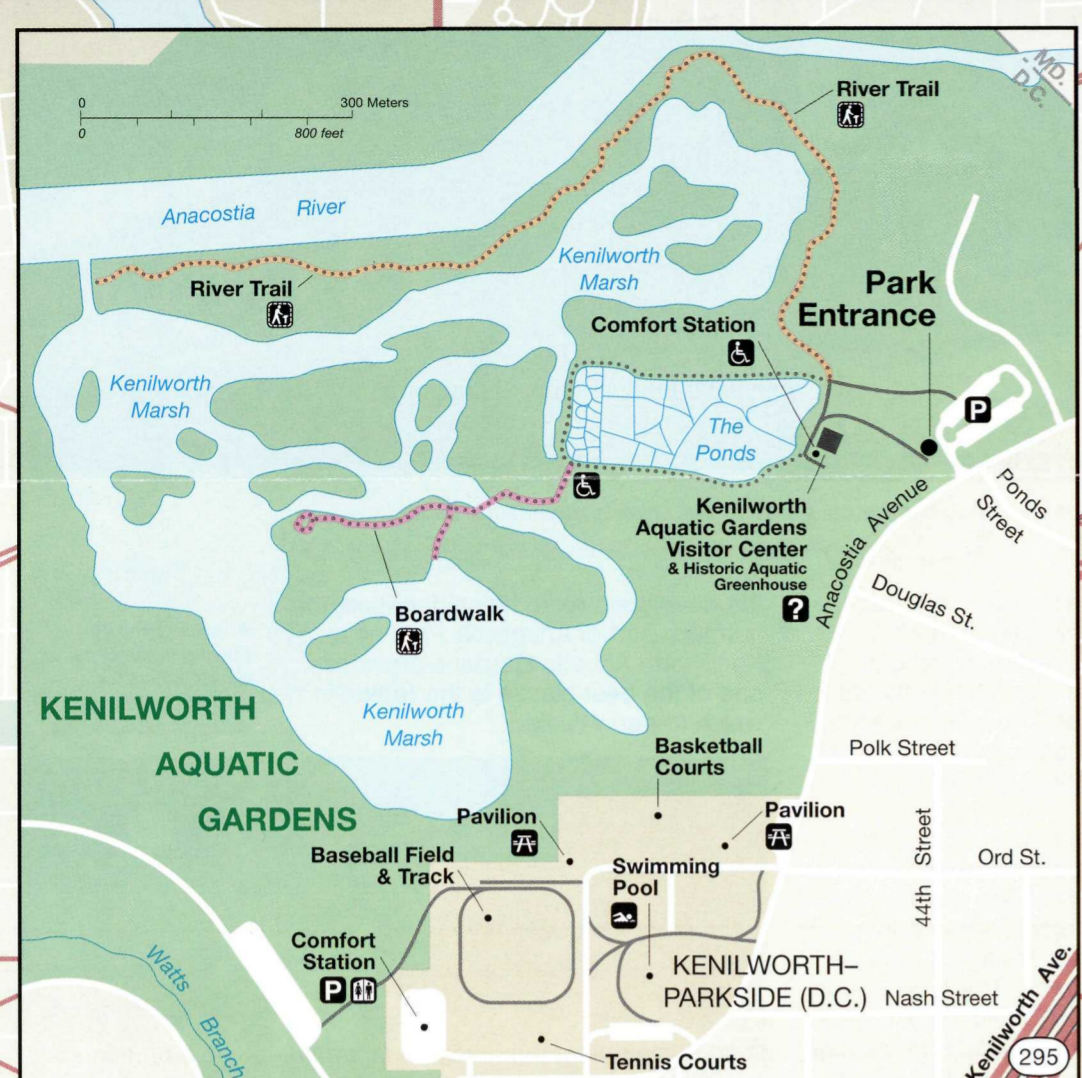 MD.
D.C.
0 300 Meters
0 800 feet
River Trail
Anacostia River
Kenilworth
Marsh
River Trail
Park
Entrance
Comfort Station
Kenilworth
Marsh
P
The
Ponds
Ponds
Street
Kenilworth
Aquatic Gardens
Visitor Center
& Historic Aquatic
Greenhouse
?
Anacostia Avenue
Douglas St.
Boardwalk
KENILWORTH
AQUATIC
GARDENS
Kenilworth
Marsh
Basketball
Courts
Polk Street
Pavilion
Pavilion
Baseball Field
& Track
Swimming
Pool
44th Street
Ord St.
Watts
Branch
Comfort
Station
P
KENILWORTH–
PARKSIDE (D.C.)
Nash Street
Kenilworth Ave.
295
Tennis Courts